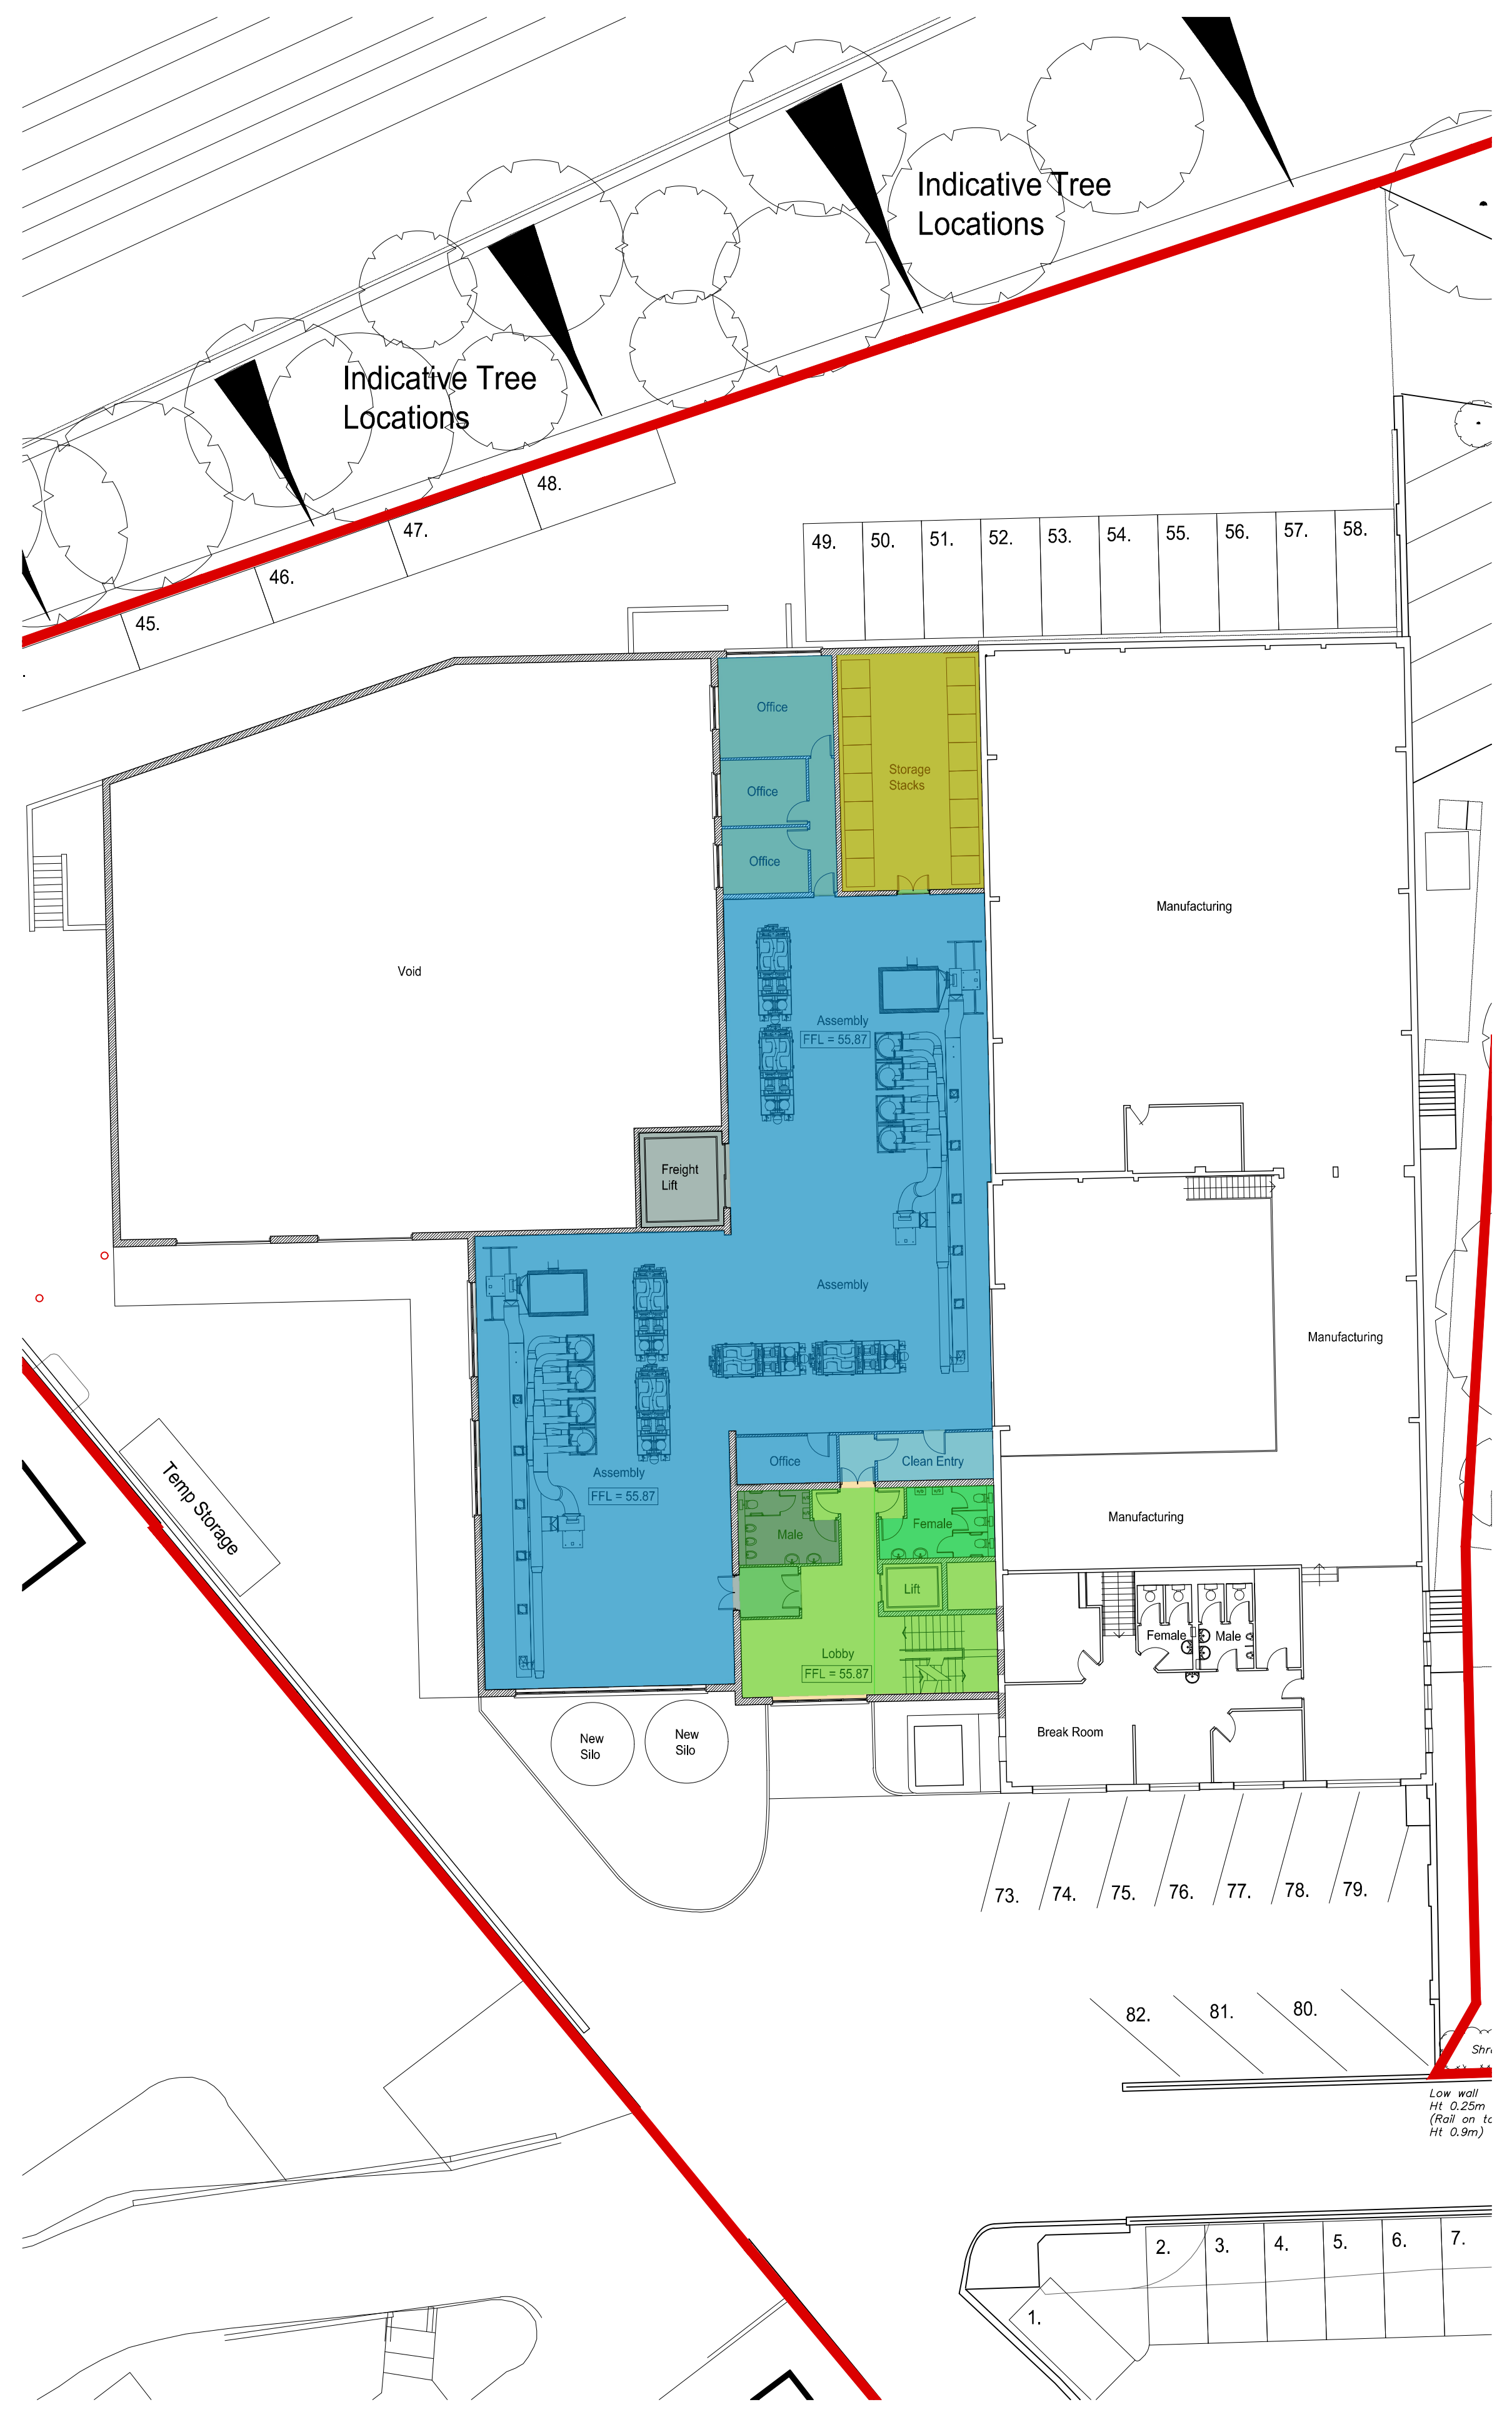 Indicative Tree
Locations
Indicative Tree
Locations
48.
47.
46.
45.
49.
50.
51.
52.
53.
54.
55.
56.
57.
58.
Office
Office
Office
Storage
Stacks
Manufacturing
Void
Assembly
FFL = 55.87
Freight
Lift
Assembly
Manufacturing
Temp Storage
Assembly
FFL = 55.87
Office
Clean Entry
Male
Female
Manufacturing
Lift
Lobby
FFL = 55.87
Female
Male
New
Silo
New
Silo
Break Room
73.
74.
75.
76.
77.
78.
79.
82.
81.
80.
Low wall
Ht 0.25m
(Rail on
Ht 0.9m)
1.
2.
3.
4.
5.
6.
7.